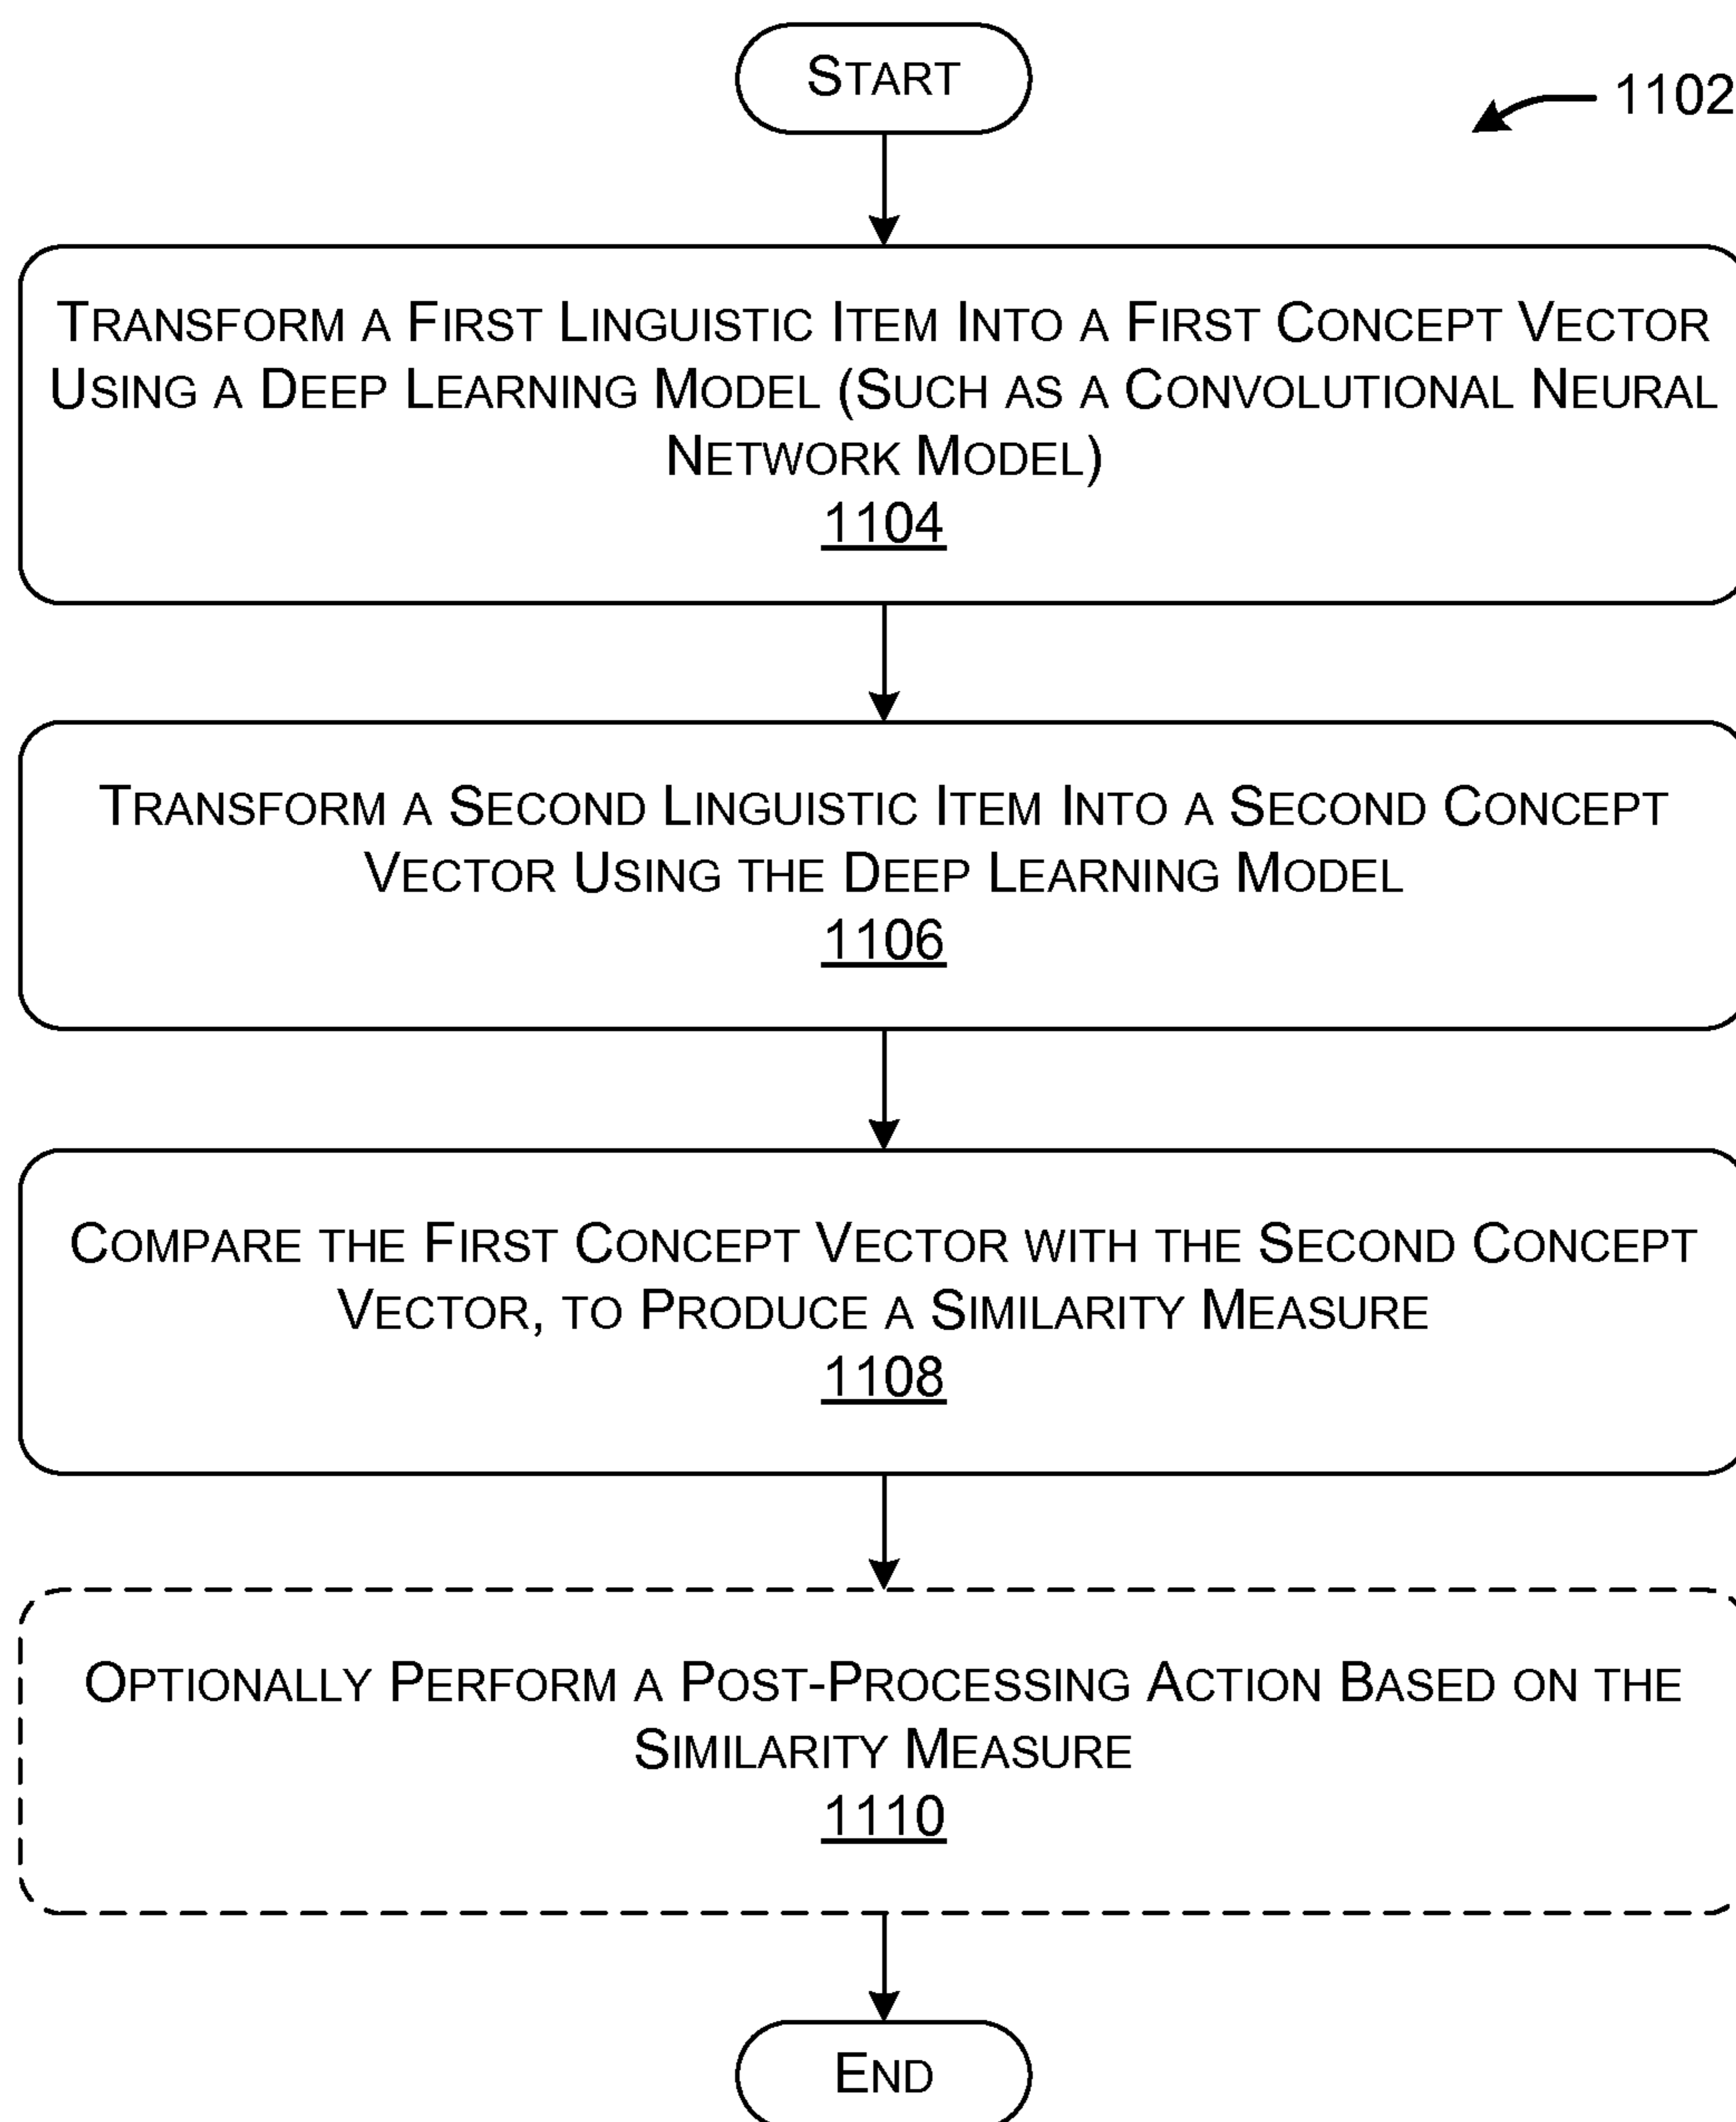 START
1102
TRANSFORM A FIRST LINGUISTIC ITEM INTO A FIRST CONCEPT VECTOR
USING A DEEP LEARNING MODEL (SUCH AS A CONVOLUTIONAL NEURAL
NETWORK MODEL)
1104
TRANSFORM A SECOND LINGUISTIC ITEM INTO A SECOND CONCEPT
VECTOR USING THE DEEP LEARNING MODEL
1106
COMPARE THE FIRST CONCEPT VECTOR WITH THE SECOND CONCEPT
VECTOR, TO PRODUCE A SIMILARITY MEASURE
1108
OPTIONALLY PERFORM A POST-PROCESSING ACTION BASED ON THE
SIMILARITY MEASURE
1110
END